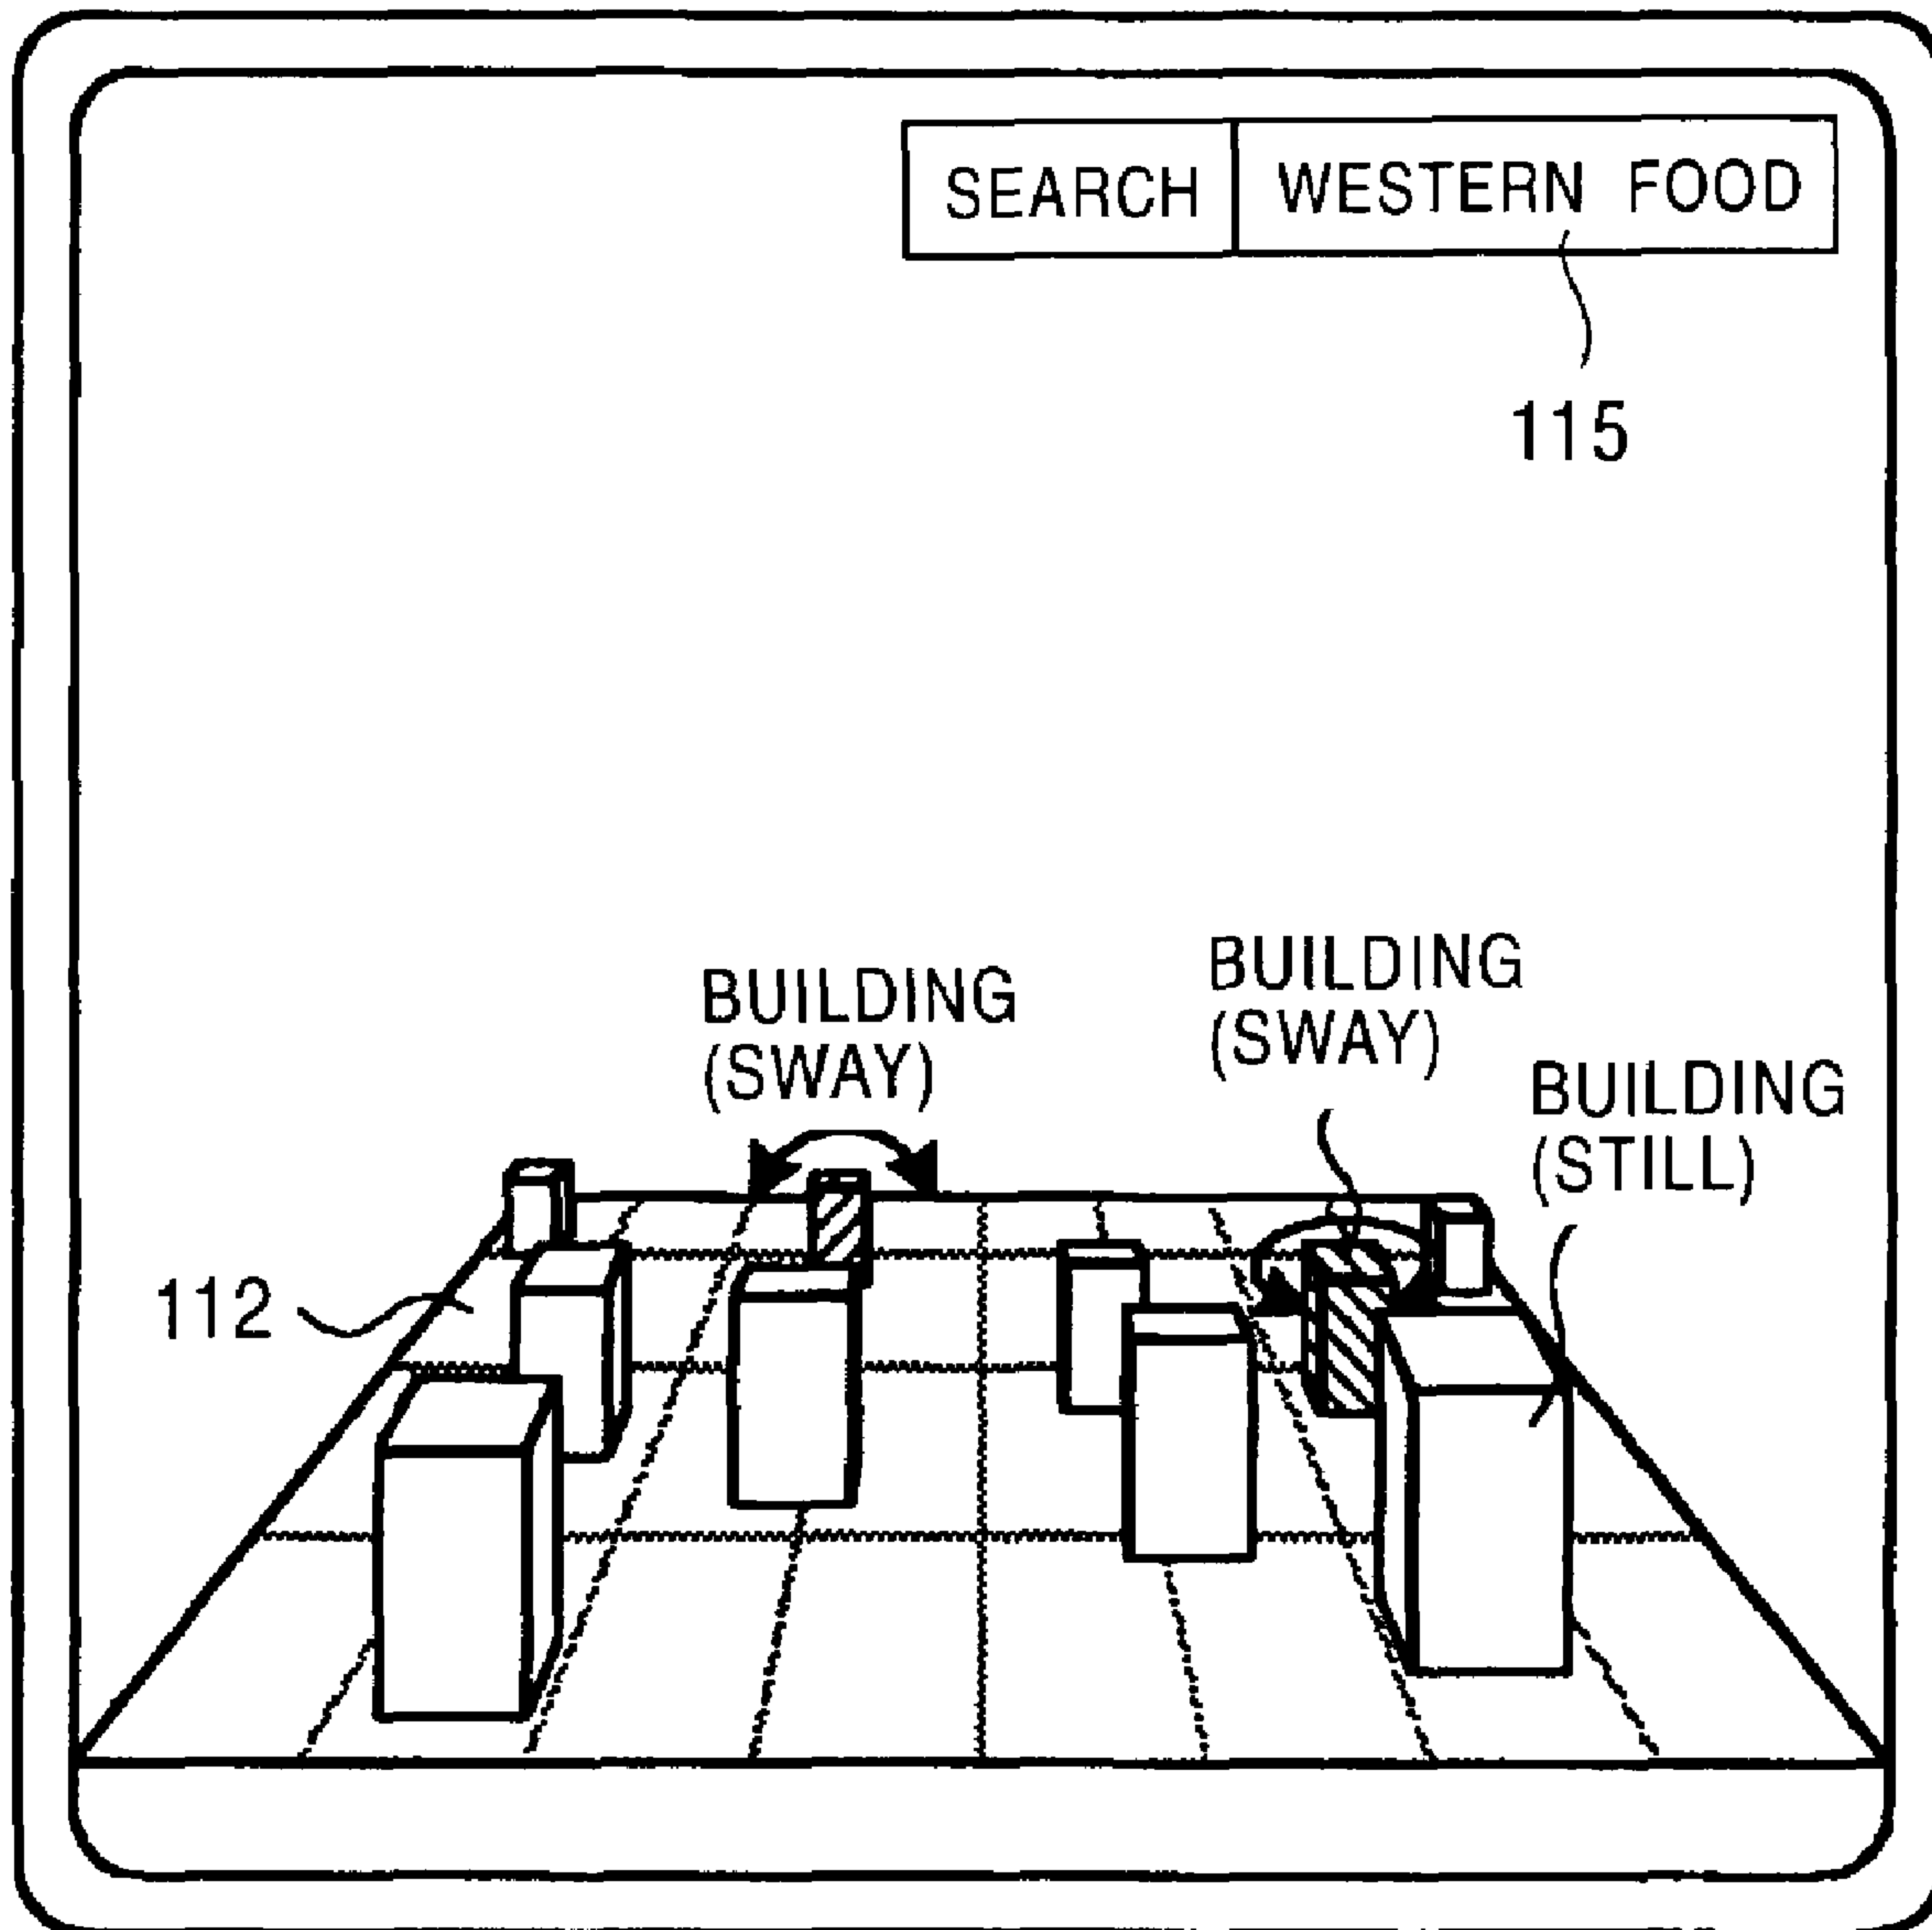 SEARCH WESTERN FOOD
115
BUILDING
(SWAY)
BUILDING
(SWAY)
BUILDING
(STILL)
112